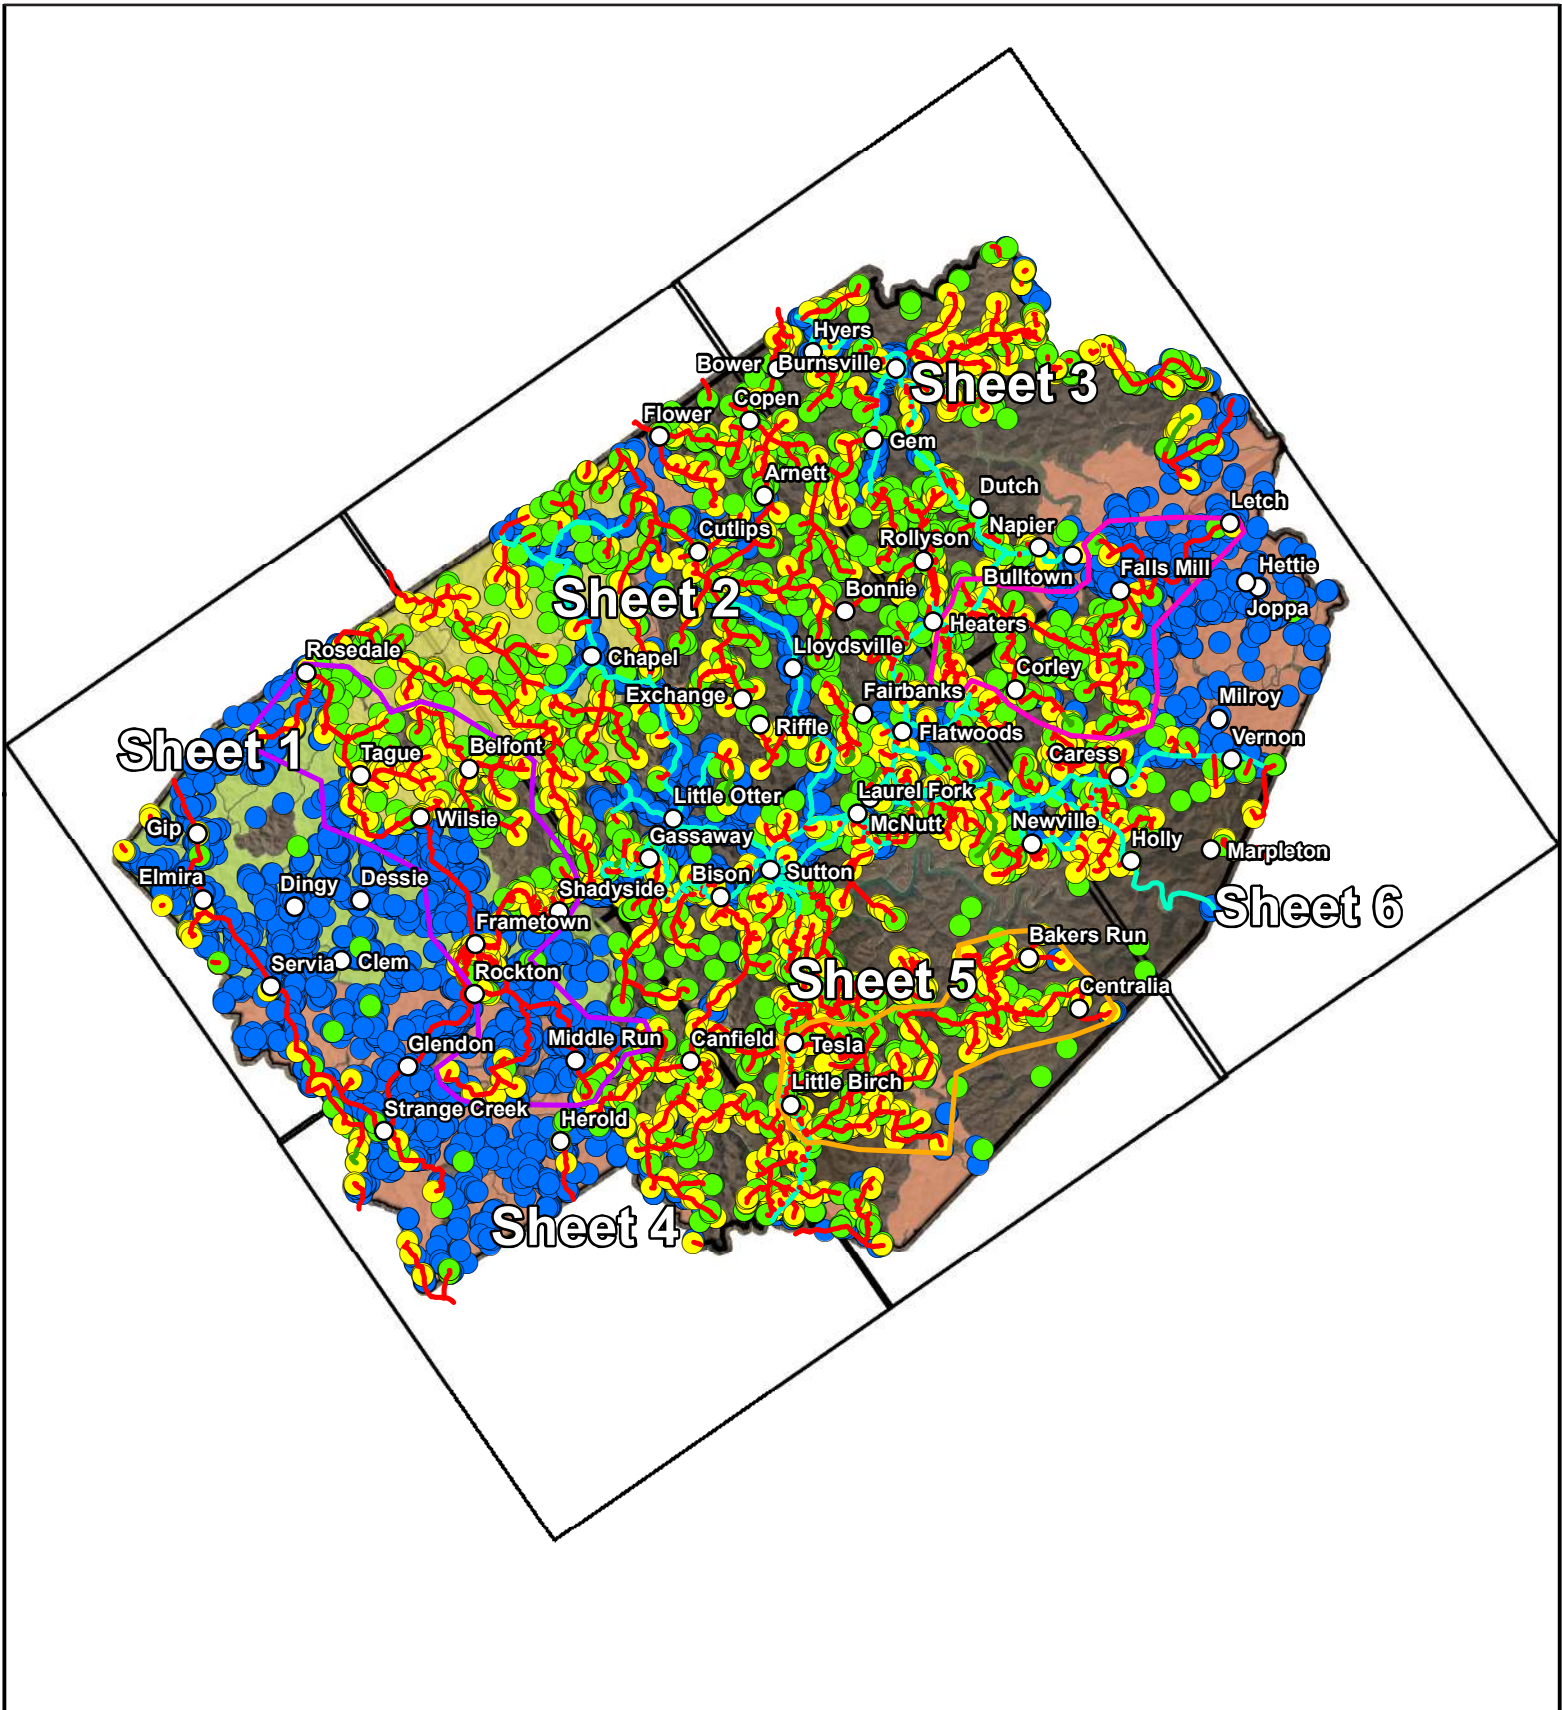 Hyers
Bower
Burnsville
Sheet 3
Copen
Flower
Gem
Arnett
Dutch
Letch
Cutlips
Napier
Rollyson
Bulltown
Falls Mill
Hettie
Sheet 2
Bonnie
Joppa
Heaters
Rosedale
Chapel
Lloydsville
Corley
Exchange
Fairbanks
Milroy
Riffle
Flatwoods
Vernon
Sheet 1
Tague
Belfont
Caress
Little Otter
Laurel Fork
Gip
Wilsie
McNutt
Newville
Gassaway
Holly
Marpleton
Elmira
Dingy
Dessie
Shadyside
Bison
Sutton
Sheet 6
Frametown
Bakers Run
Servia
Clem
Rockton
Sheet 5
Centralia
Glendon
Middle Run
Canfield
Tesla
Little Birch
Strange Creek
Herold
Sheet 4